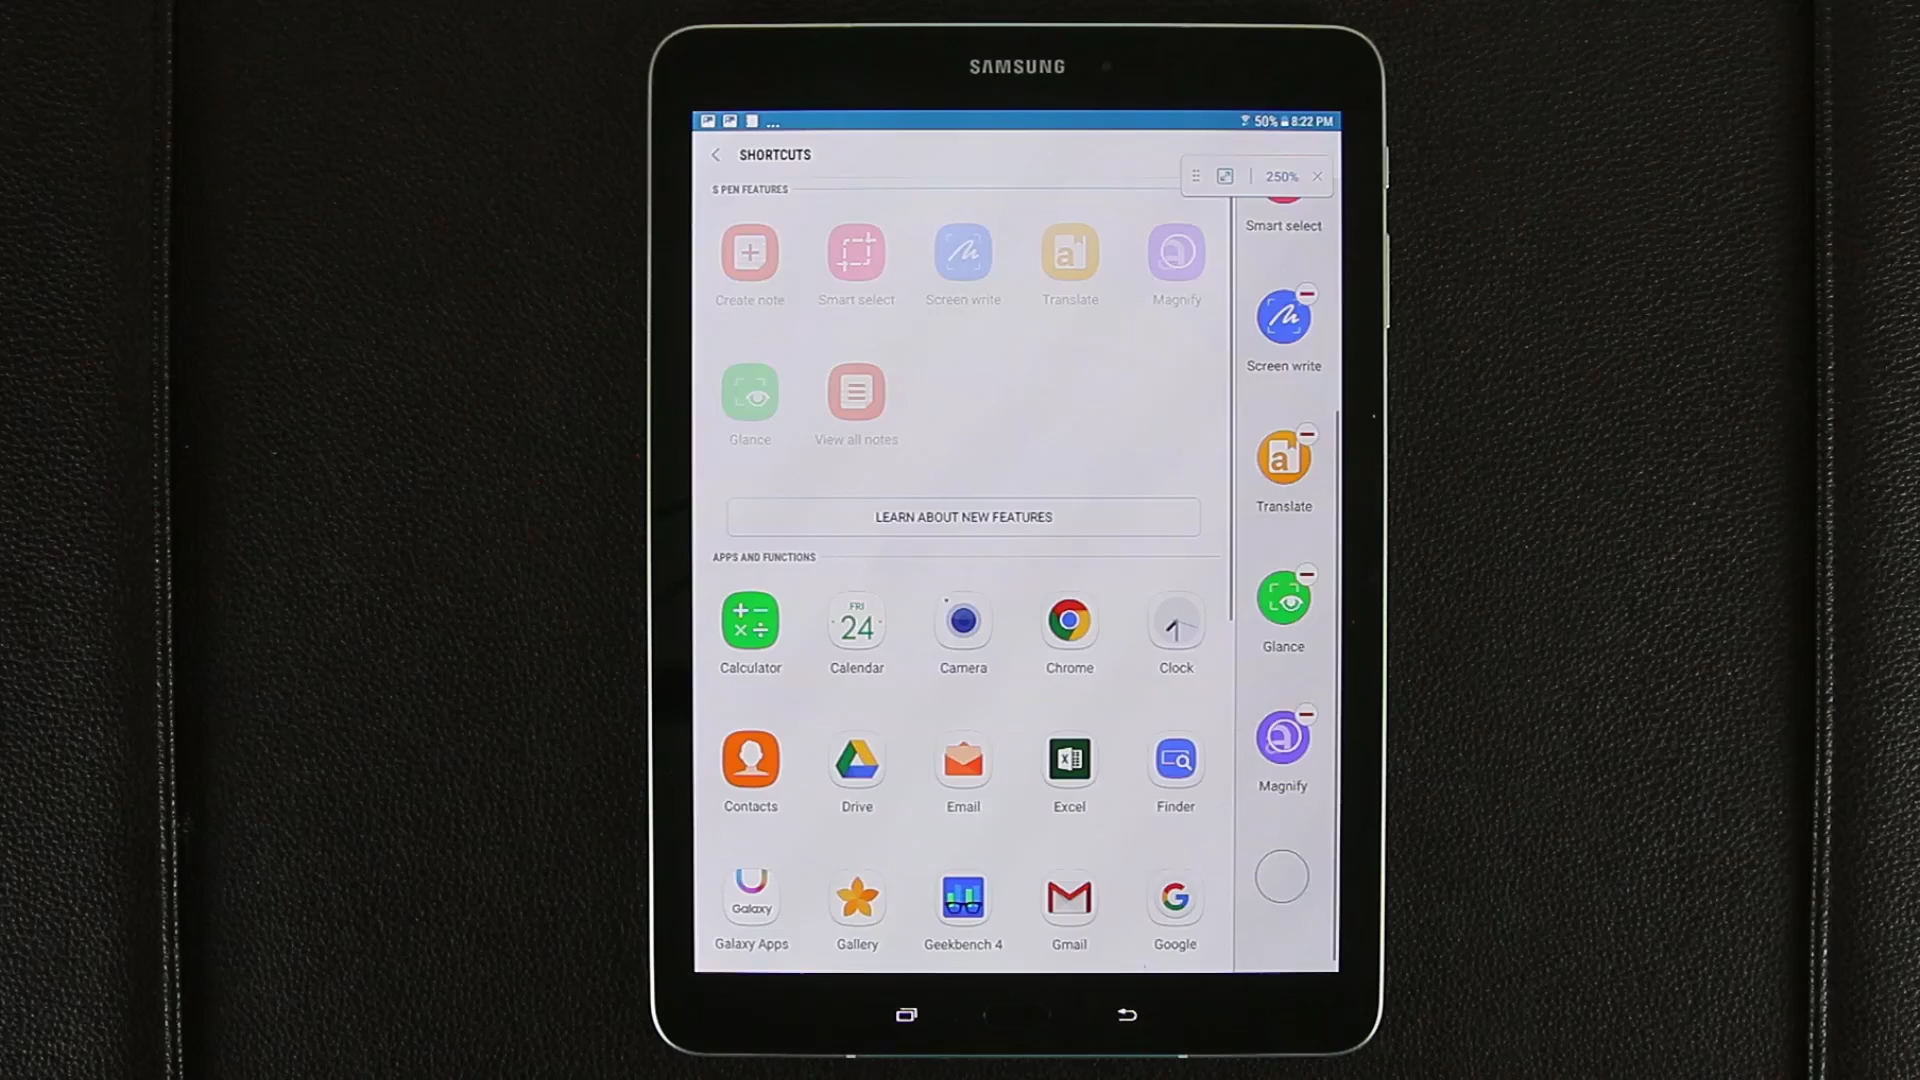 SAMSUNG
... 50% 8:22 PM
SHORTCUTS
250%
S PEN FEATURES
Create note Smart select Screen write Translate Magnify
Glance View all notes
LEARN ABOUT NEW FEATURES
APPS AND FUNCTIONS
FRI
24
Calculator Calendar Camera Chrome Clock
Contacts Drive Email Excel Finder
Galaxy
Galaxy Apps Gallery Geekbench 4 Gmail Google
Smart select
Screen write
a
Translate
Glance
a
Magnify